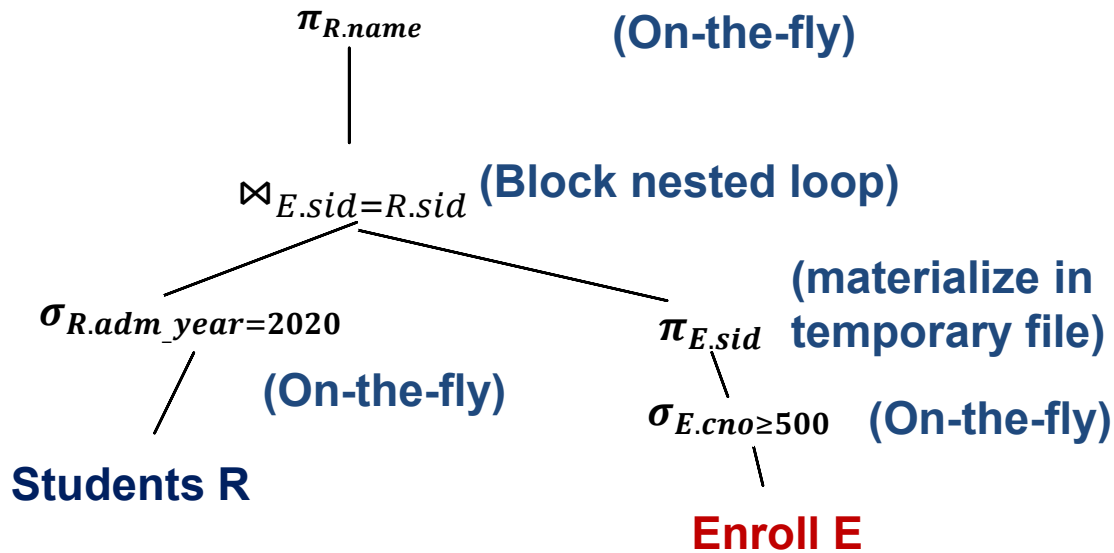 π_{R.name} (On-the-fly)
⋈_{E.sid=R.sid} (Block nested loop)
(materialize in
σ_{R.adm_year=2020} π_{E.sid} temporary file)
(On-the-fly) σ_{E.cno≥500} (On-the-fly)
Students R
Enroll E